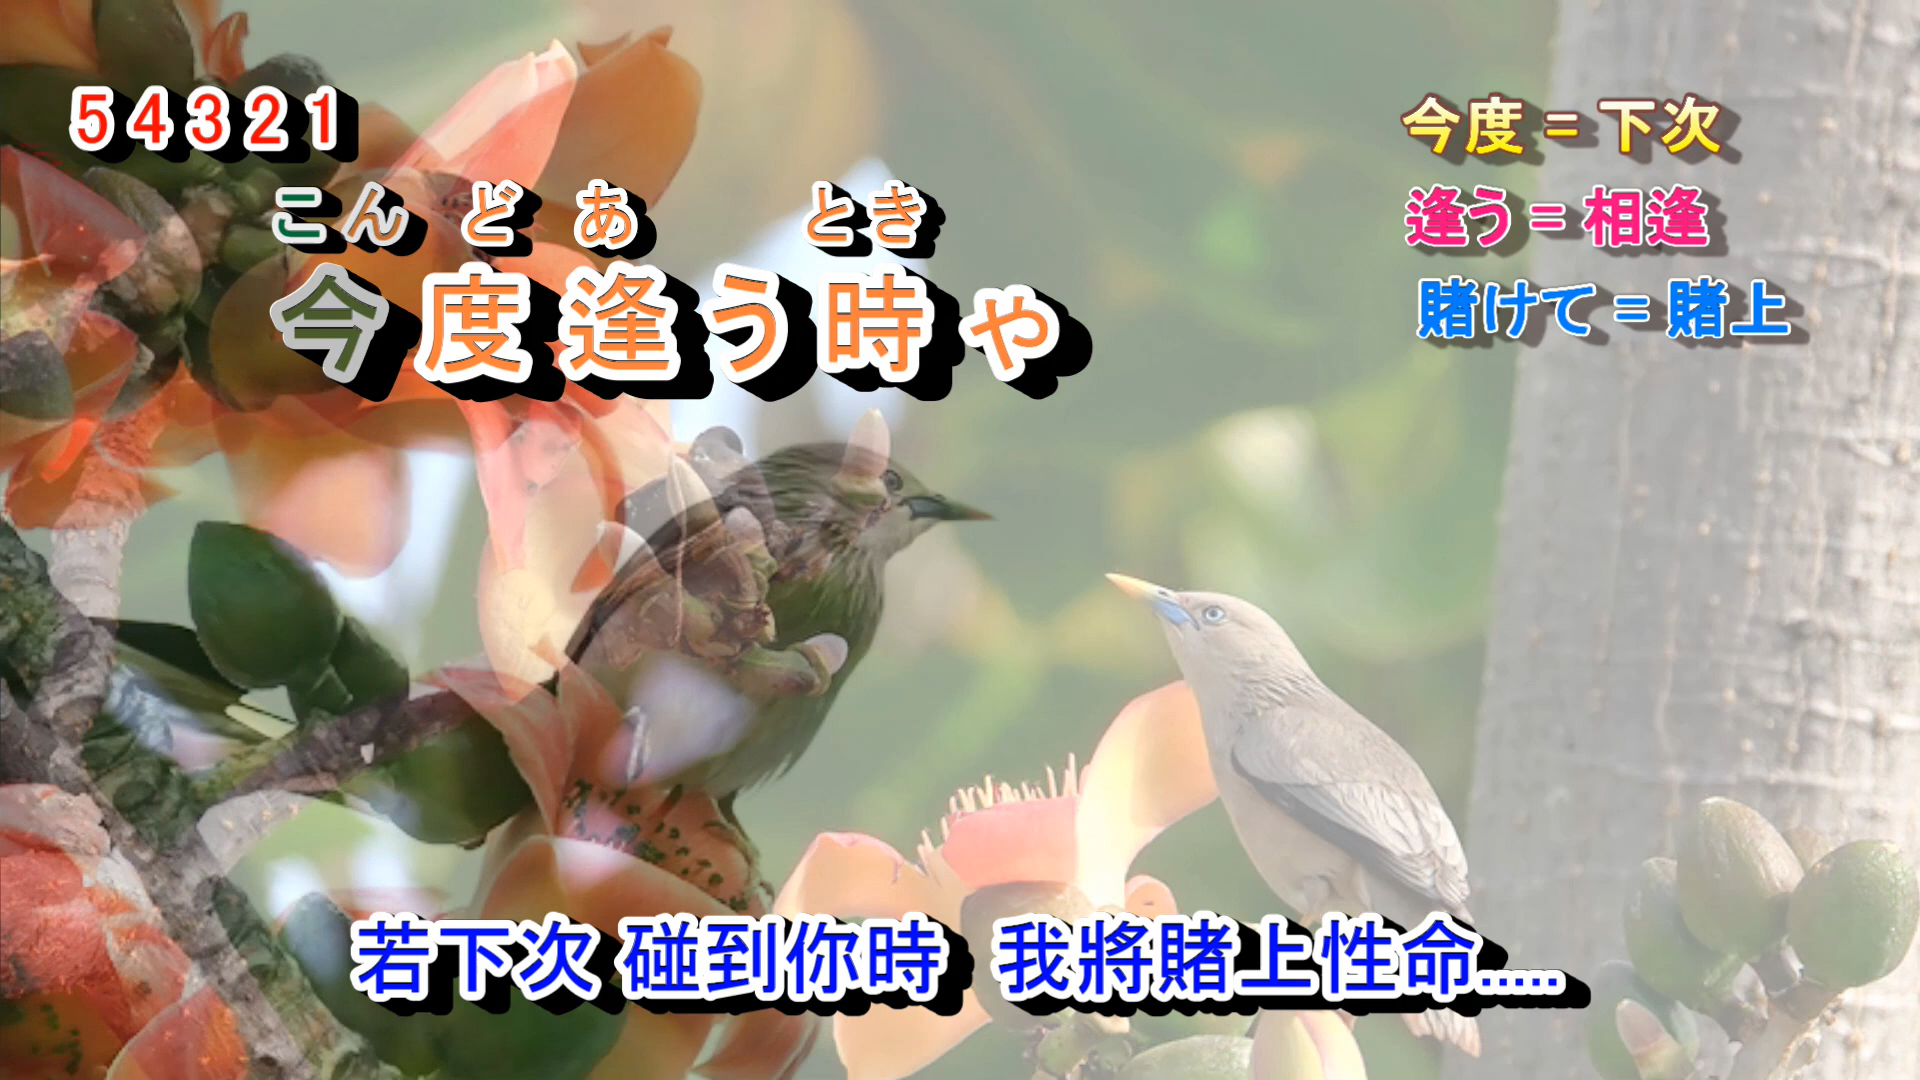 54321
今度 = 下次
逢う = 相逢
賭けて = 賭上
こん ど あ とき
今度逢う時ゃ
若下次 碰到你時 我將賭上性命.....